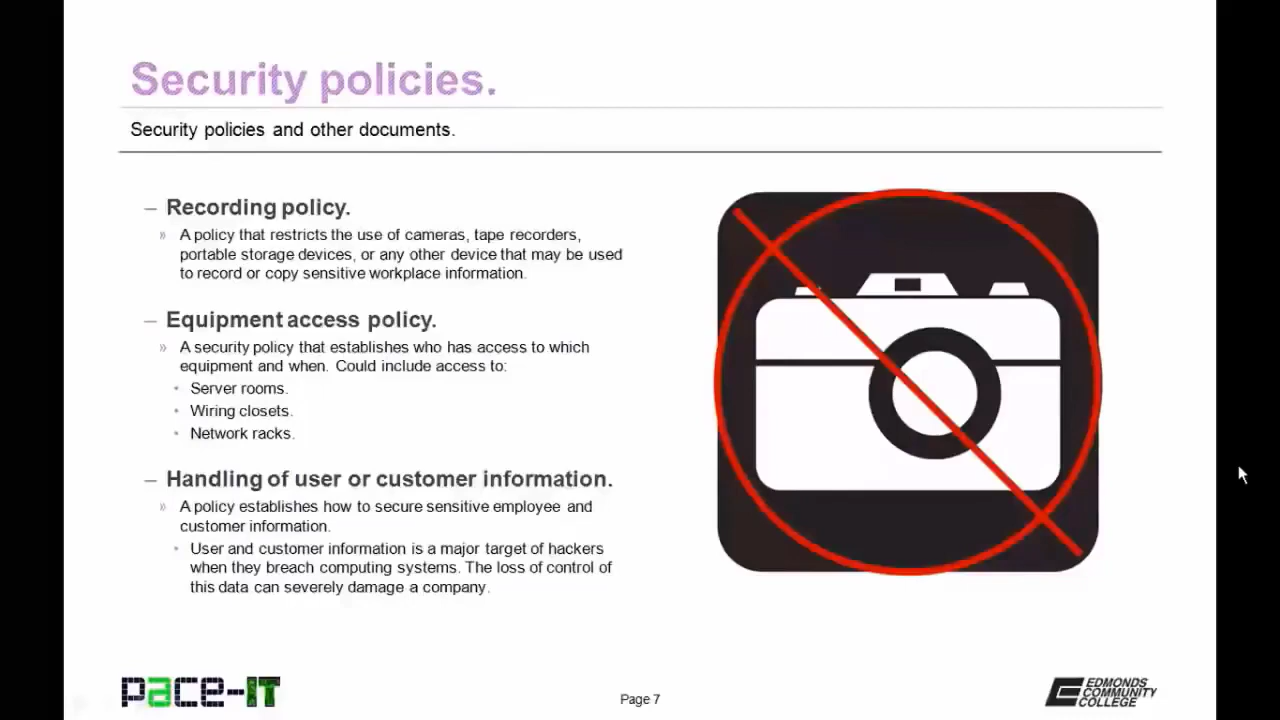 Security policies.
Security policies and other documents.
– Recording policy.
» A policy that restricts the use of cameras, tape recorders,
portable storage devices, or any other device that may be used
to record or copy sensitive workplace information.
– Equipment access policy.
» A security policy that establishes who has access to which
equipment and when. Could include access to:
• Server rooms.
• Wiring closets.
• Network racks.
– Handling of user or customer information.
» A policy establishes how to secure sensitive employee and
customer information.
• User and customer information is a major target of hackers
when they breach computing systems. The loss of control of
this data can severely damage a company.
pace-IT
Page 7
EDMONDS
COMMUNITY
COLLEGE